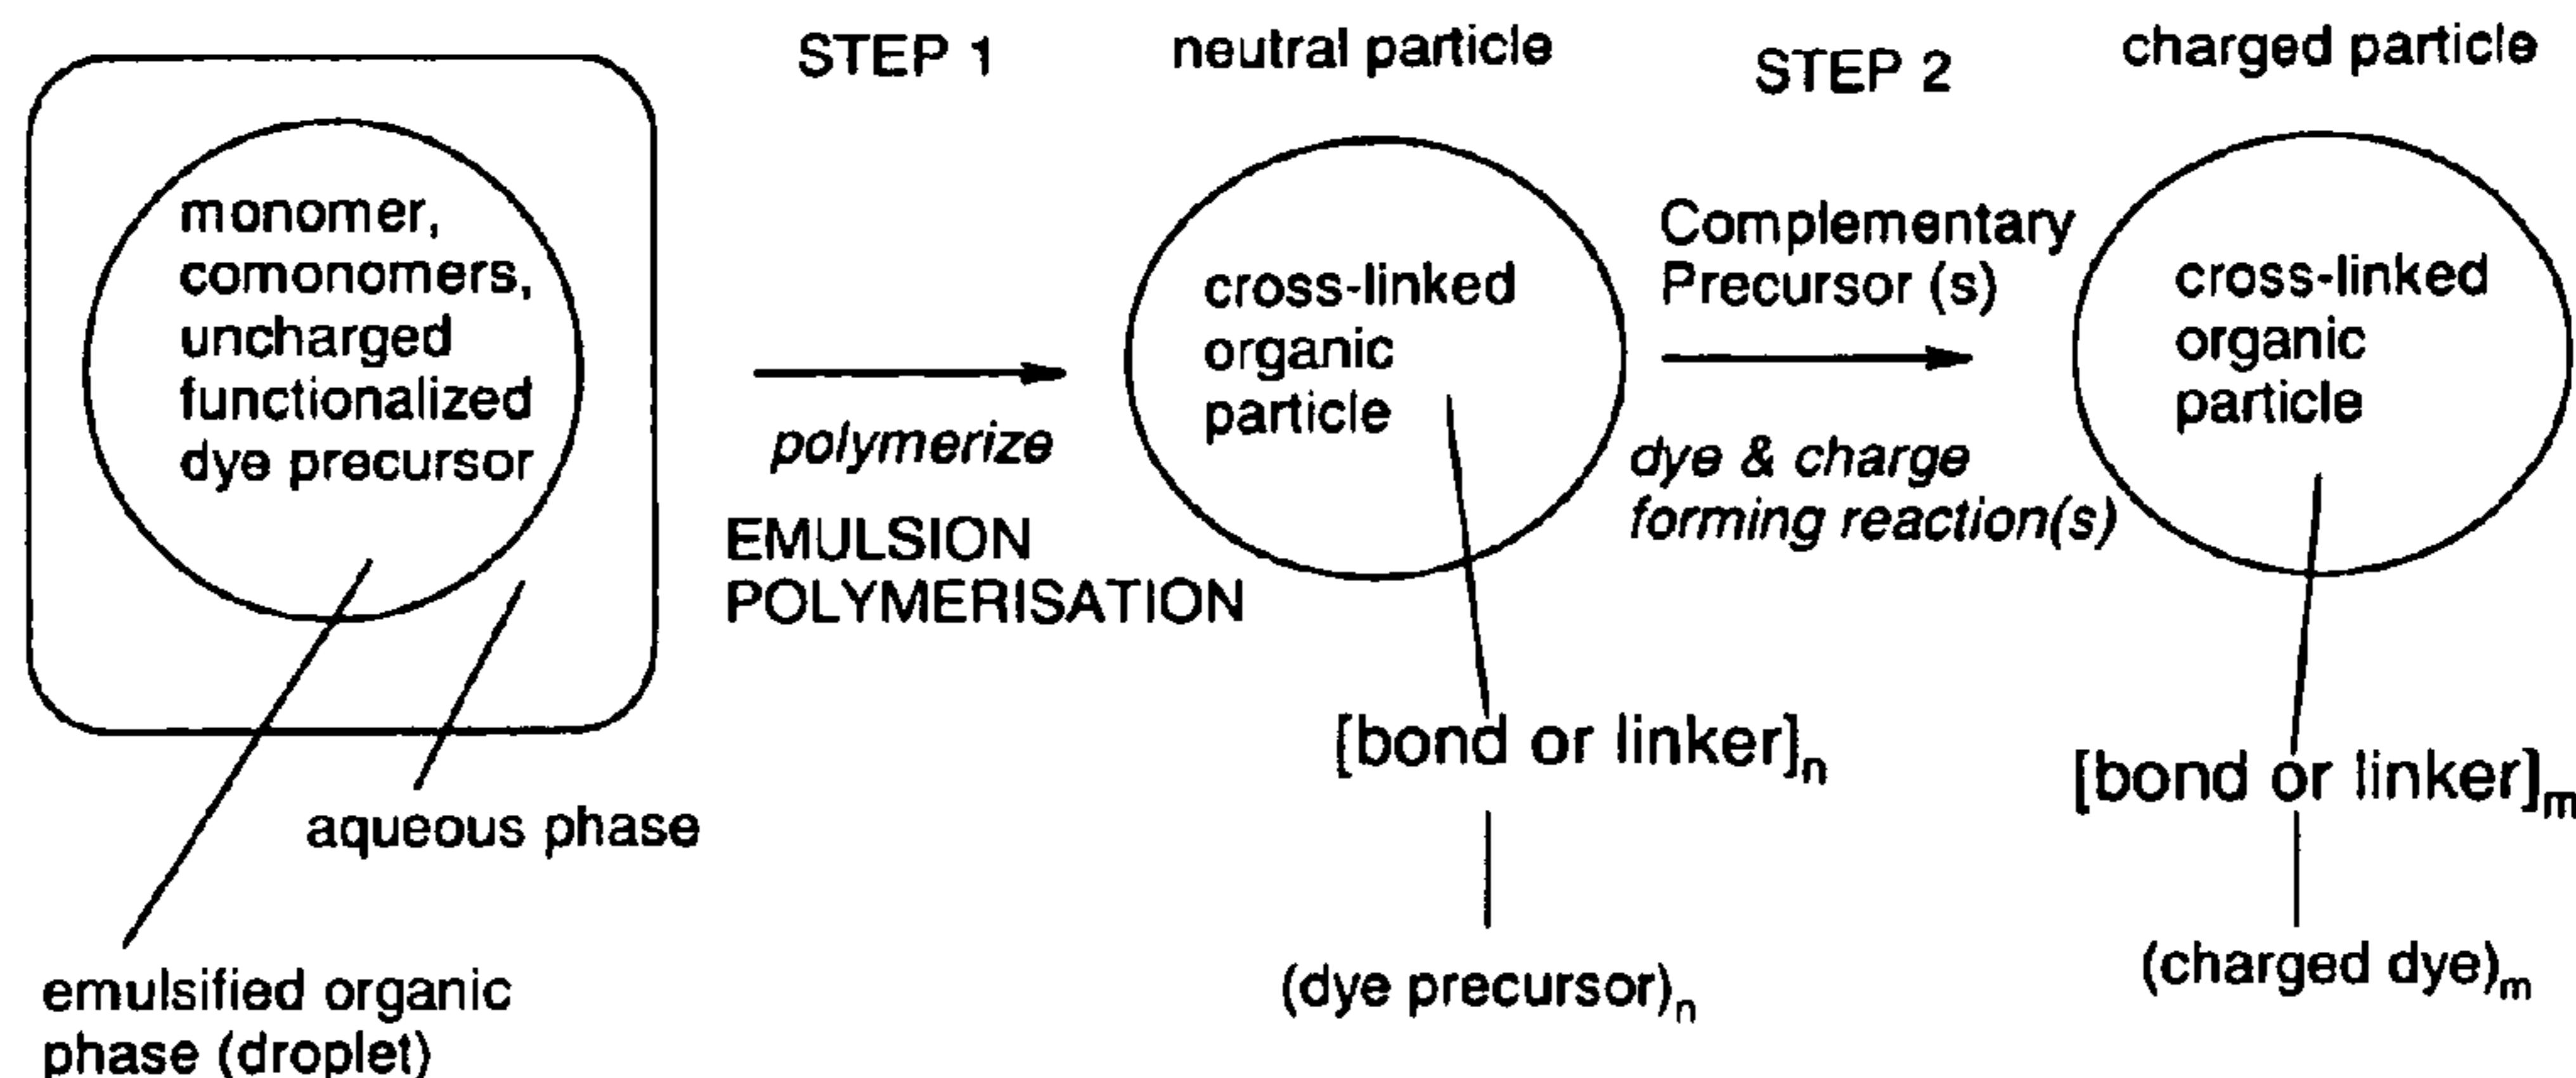 STEP 1
neutral particle
STEP 2
charged particle
monomer,
comonomers,
uncharged
functionalized
dye precursor
polymerize
EMULSION
POLYMERISATION
cross-linked
organic
particle
Complementary
Precursor (s)
dye & charge
forming reaction(s)
cross-linked
organic
particle
aqueous phase
emulsified organic
phase (droplet)
[bond or linker]n
(dye precursor)n
[bond or linker]m
(charged dye)m